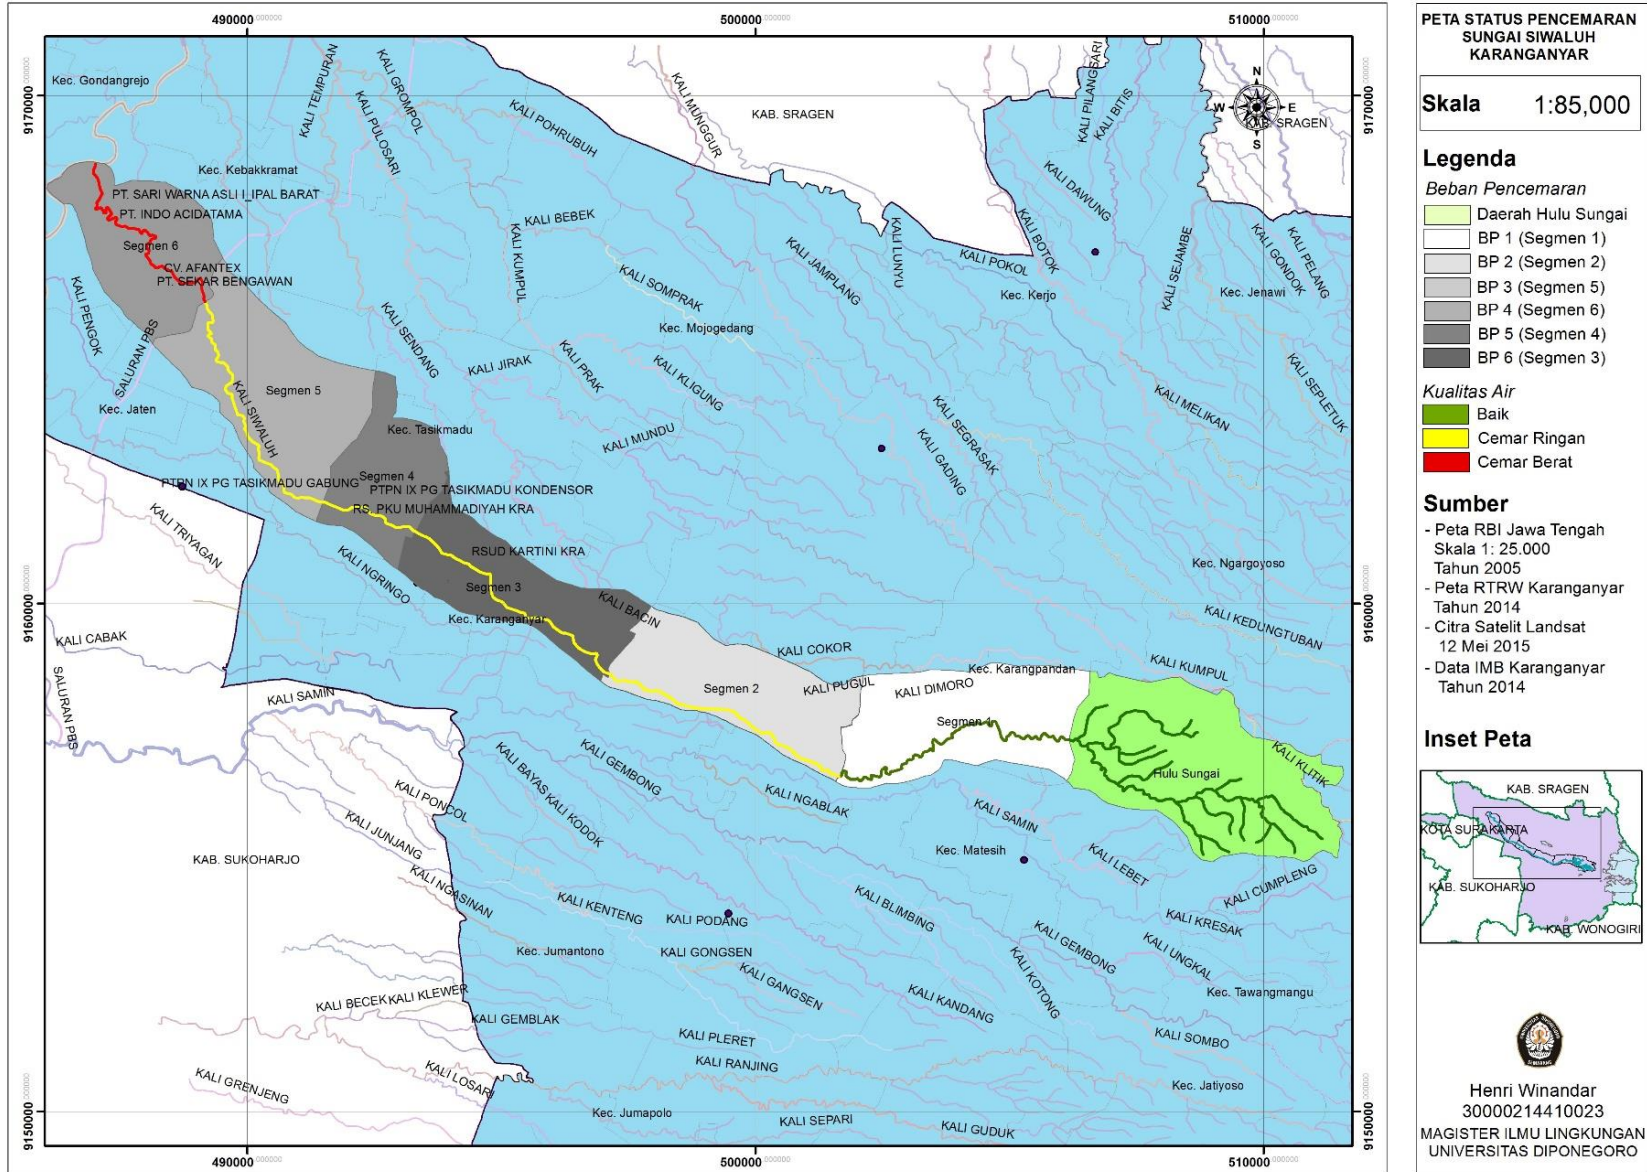 490000
500000
510000
9170000
9160000
9150000
9170000
9160000
9150000
490000
500000
510000
Kec. Gondangrejo
KALI TEMPURAN
KALI GROMPOL
KALI PULOSARI
KALI POHRUBUH
KALI MUNGGUR
KAB. SRAGEN
KALI PILANGSARI
KALI BITIS
N
W
E
S
KAB. SRAGEN
Kec. Kebakkramat
PT. SARI WARNA ASLI I_IPAL BARAT
PT. INDO ACIDATAMA
Segmen 6
CV. AFANTEX
PT. SEKAR BENGAWAN
KALI BEBEK
KALI KUMPUL
KALI SOMPRAK
KALI JAMPLANG
KALI LUNYU
KALI POKOL
KALI BOTOK
KALI DAWUNG
KALI SEJAMBE
KALI GONDOK
KALI PELANG
Kec. Kerjo
Kec. Jenawi
KALI PENGOK
SALURAN PBS
KALI SENDANG
Kec. Mojogedang
KALI JIRAK
KALI PRAK
KALI KLIGUNG
KALI SEPLETUK
KALI MELIKAN
Segmen 5
KALI SIWALUH
Kec. Jaten
Kec. Tasikmadu
KALI MUNDU
KALI SEGRASAK
KALI GADING
Segmen 4
PTPN IX PG TASIKMADU GABUNG
PTPN IX PG TASIKMADU KONDENSOR
RS. PKU MUHAMMADIYAH KRA
KALI TRIYAGAN
KALI NGRINGO
RSUD KARTINI KRA
Segmen 3
KALI BACIN
Kec. Karanganyar
Kec. Ngargoyoso
KALI KEDUNGTUBAN
KALI CABAK
SALURAN PBS
KALI SAMIN
KALI COKOR
Kec. Karangpandan
KALI KUMPUL
Segmen 2
KALI PUGUL
KALI DIMORO
Segmen 1
Hulu Sungai
KALI KLITIK
KALI BAYAS
KALI KODOK
KALI GEMBONG
KALI NGABLAK
KALI SAMIN
KALI PONCOL
KALI JUNJANG
KAB. SUKOHARJO
KALI NGASINAN
Kec. Matesih
KALI LEBET
KALI CUMPLENG
KALI KENTENG
KALI PODANG
KALI BLIMBING
KALI KRESAK
Kec. Jumantono
KALI GONGSEN
KALI GANGSEN
KALI KANDANG
KALI KOTONG
KALI GEMBONG
KALI UNGKAL
Kec. Tawangmangu
KALI BECEK
KALI KLEWER
KALI GEMBLAK
KALI PLERET
KALI SOMBO
KALI RANJING
KALI GRENJENG
KALI LOSARI
Kec. Jatiyoso
Kec. Jumapolo
KALI SEPARI
KALI GUDUK
PETA STATUS PENCEMARAN
SUNGAI SIWALUH
KARANGANYAR
Skala 1:85,000
Legenda
Beban Pencemaran
Daerah Hulu Sungai
BP 1 (Segmen 1)
BP 2 (Segmen 2)
BP 3 (Segmen 5)
BP 4 (Segmen 6)
BP 5 (Segmen 4)
BP 6 (Segmen 3)
Kualitas Air
Baik
Cemar Ringan
Cemar Berat
Sumber
- Peta RBI Jawa Tengah
Skala 1: 25.000
Tahun 2005
- Peta RTRW Karanganyar
Tahun 2014
- Citra Satelit Landsat
12 Mei 2015
- Data IMB Karanganyar
Tahun 2014
Inset Peta
KAB. SRAGEN
KOTA SURAKARTA
KAB. SUKOHARJO
KAB. WONOGIRI
Henri Winandar
30000214410023
MAGISTER ILMU LINGKUNGAN
UNIVERSITAS DIPONEGORO